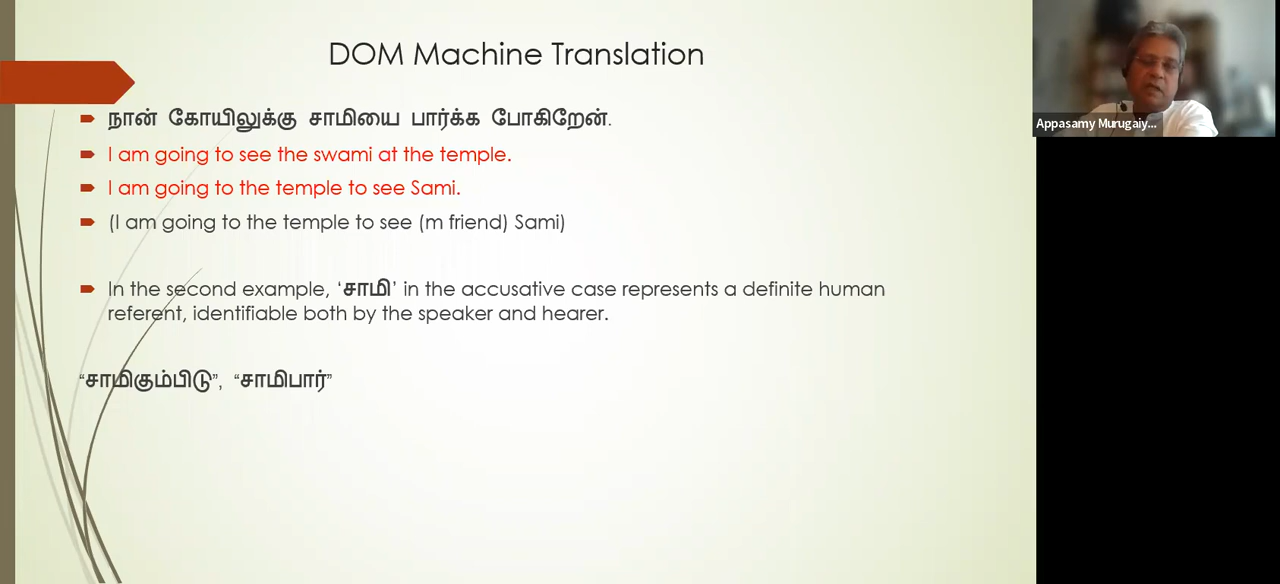 DOM Machine Translation
நான் கோயிலுக்கு சாமியை பார்க்க போகிறேன்.
I am going to see the swami at the temple.
I am going to the temple to see Sami.
(I am going to the temple to see (m friend) Sami)
In the second example, ‘சாமி’ in the accusative case represents a definite human
referent, identifiable both by the speaker and hearer.
“சாமிகும்பிடு”, “சாமிபார்”
Appasamy Murugaiy...